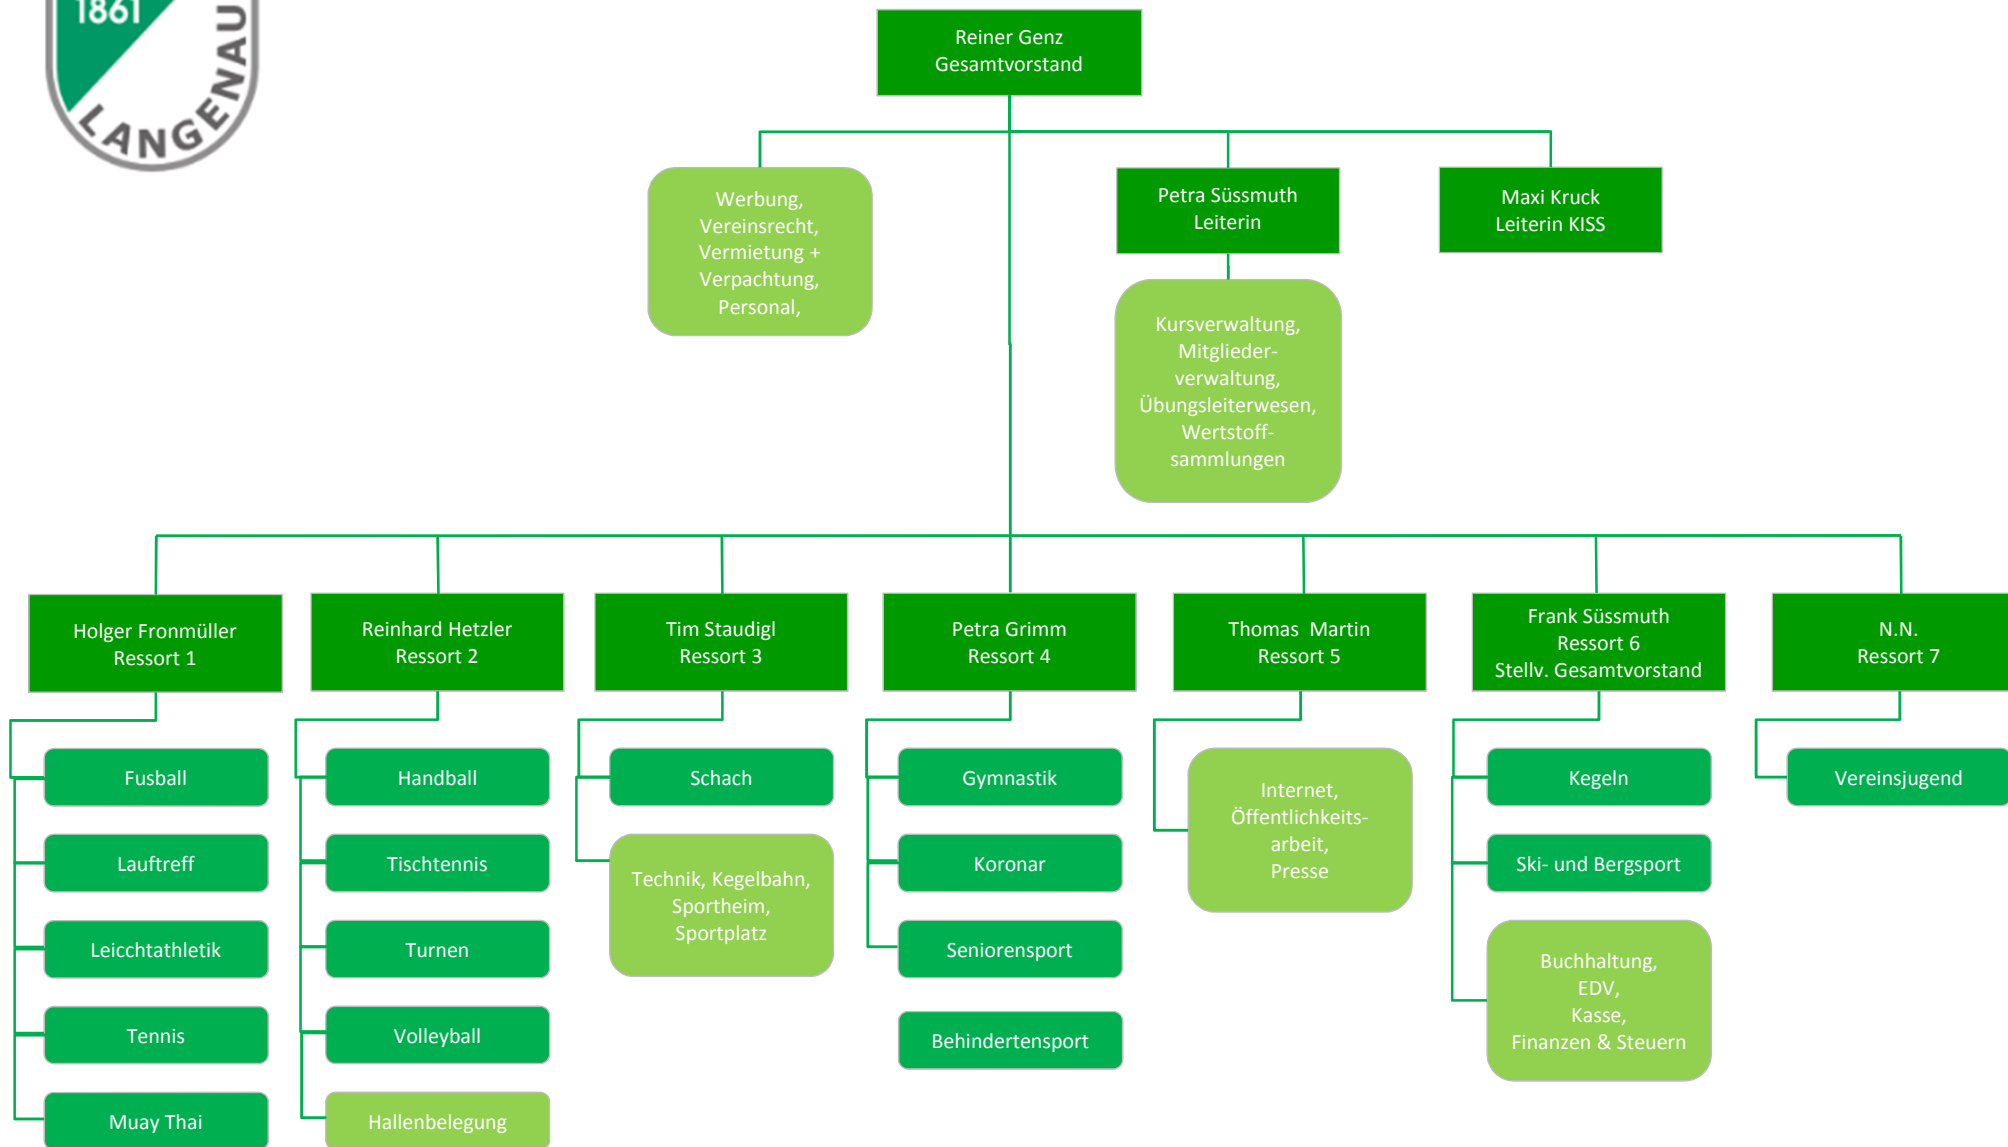 1861
LANGENAU
Reiner Genz
Gesamtvorstand
Werbung,
Vereinsrecht,
Vermietung +
Verpachtung,
Personal,
Petra Süssmuth
Leiterin
Maxi Kruck
Leiterin KISS
Kursverwaltung,
Mitglieder-
verwaltung,
Übungsleiterwesen,
Wertstoff-
sammlungen
Holger Fronmüller
Ressort 1
Reinhard Hetzler
Ressort 2
Tim Staudigl
Ressort 3
Petra Grimm
Ressort 4
Thomas  Martin
Ressort 5
Frank Süssmuth
Ressort 6
Stellv. Gesamtvorstand
N.N.
Ressort 7
Fusball
Lauftreff
Leicchtathletik
Tennis
Muay Thai
Handball
Tischtennis
Turnen
Volleyball
Hallenbelegung
Schach
Technik, Kegelbahn,
Sportheim,
Sportplatz
Gymnastik
Koronar
Seniorensport
Behindertensport
Internet,
Öffentlichkeits-
arbeit,
Presse
Kegeln
Ski- und Bergsport
Buchhaltung,
EDV,
Kasse,
Finanzen & Steuern
Vereinsjugend